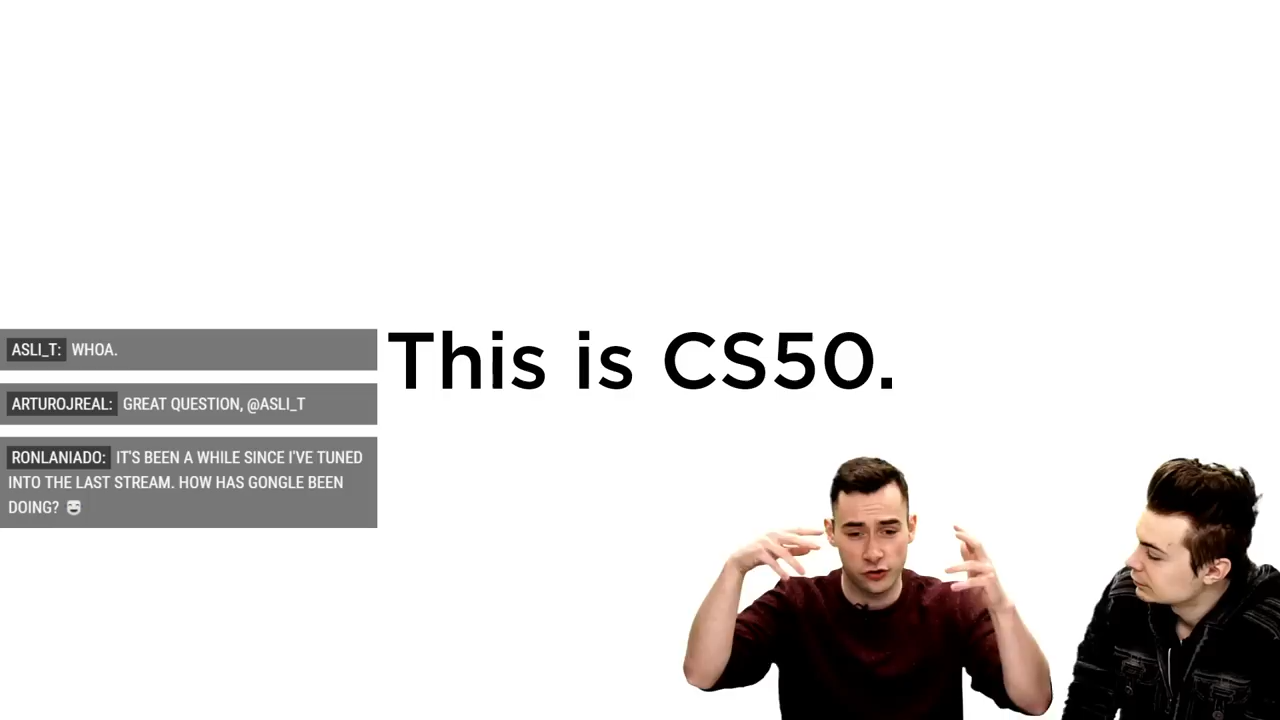 ASLI_T: WHOA.
This is CS50.
ARTUROJREAL: GREAT QUESTION, @ASLI_T
RONLANIADO: IT'S BEEN A WHILE SINCE I'VE TUNED
INTO THE LAST STREAM. HOW HAS GONGLE BEEN
DOING?